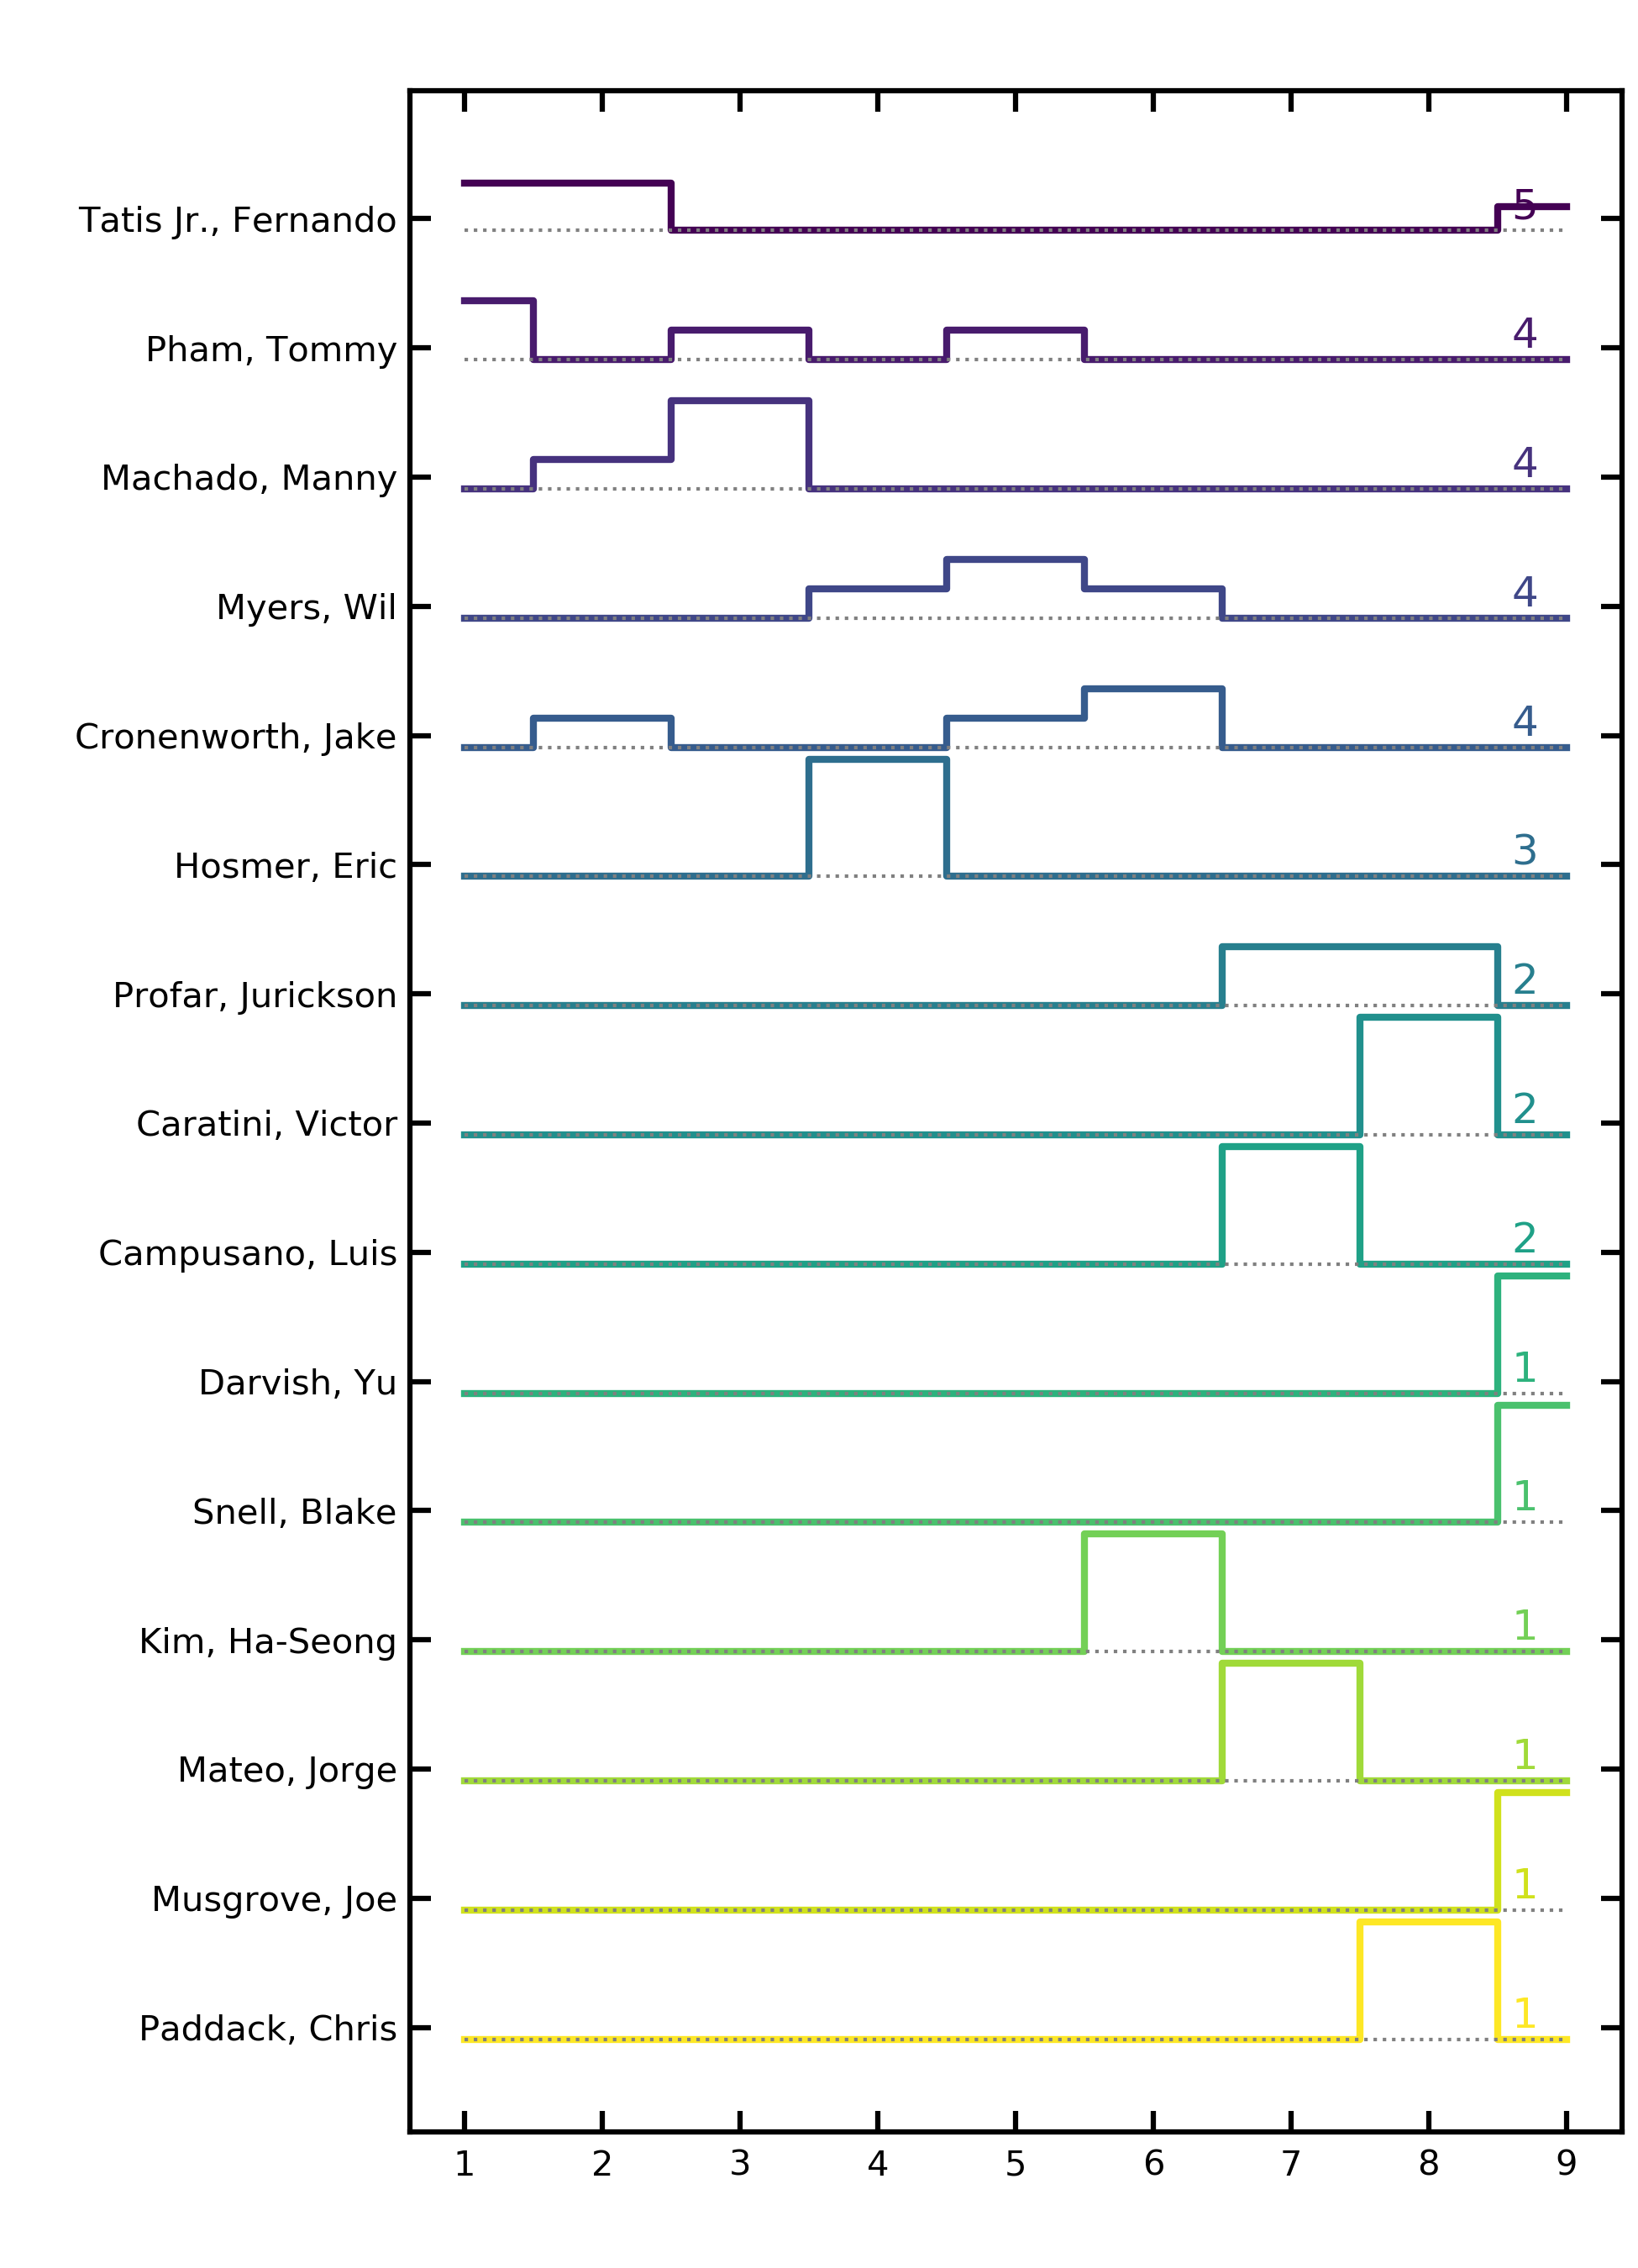 Tatis Jr., Fernando 5
Pham, Tommy 4
Machado, Manny 4
Myers, Wil 4
Cronenworth, Jake 4
Hosmer, Eric 3
Profar, Jurickson 2
Caratini, Victor 2
Campusano, Luis 2
Darvish, Yu 1
Snell, Blake 1
Kim, Ha-Seong 1
Mateo, Jorge 1
Musgrove, Joe 1
Paddack, Chris 1
1 2 3 4 5 6 7 8 9